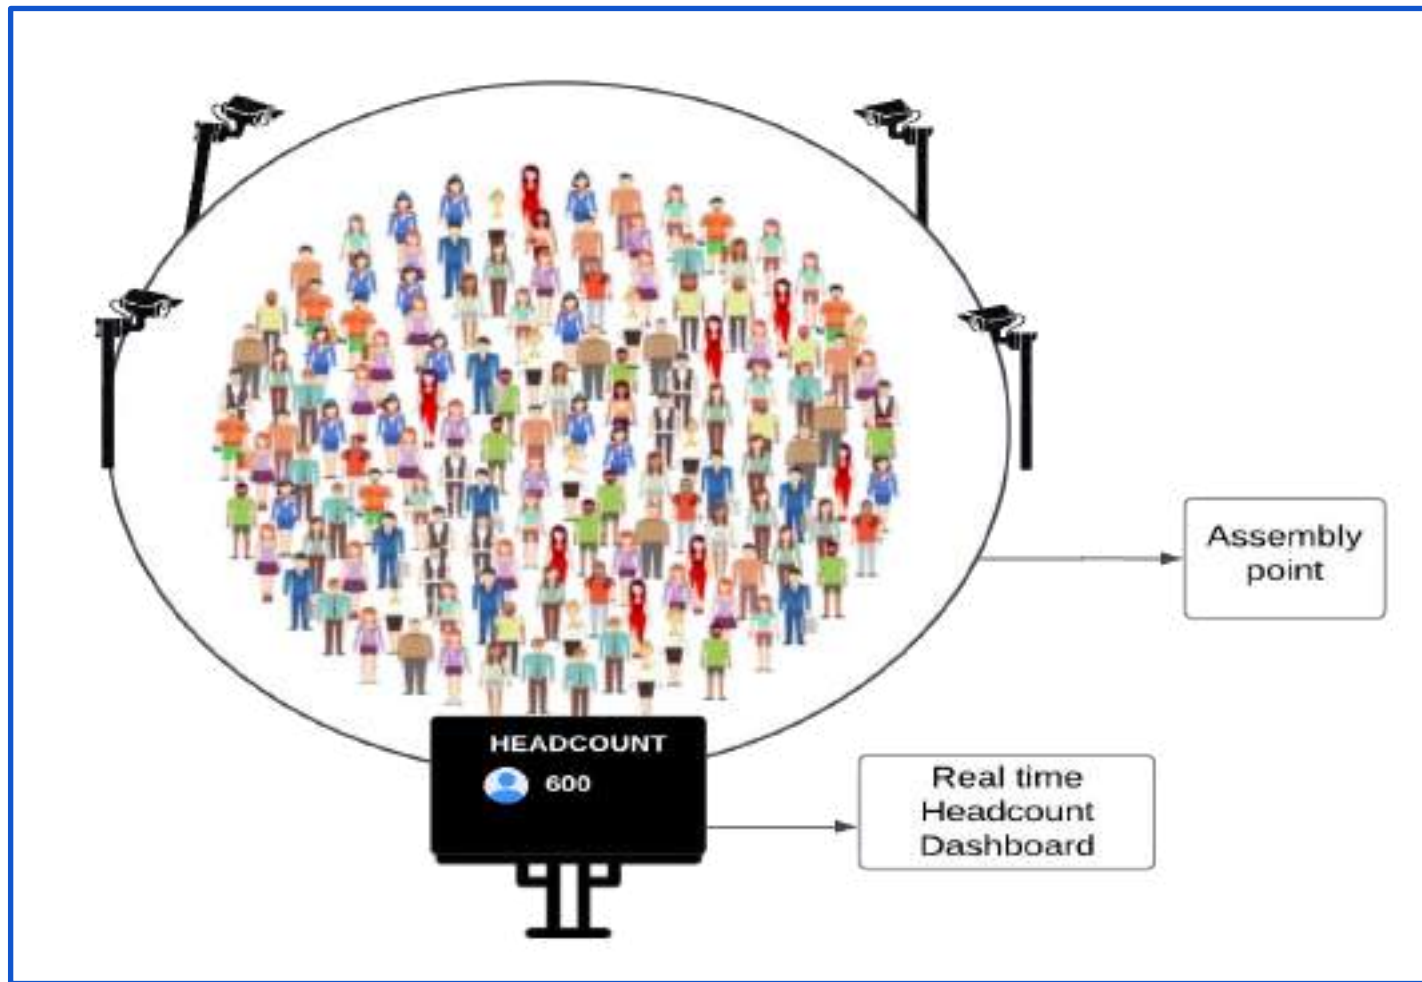 Assembly
point
HEADCOUNT
600
Real time
Headcount
Dashboard